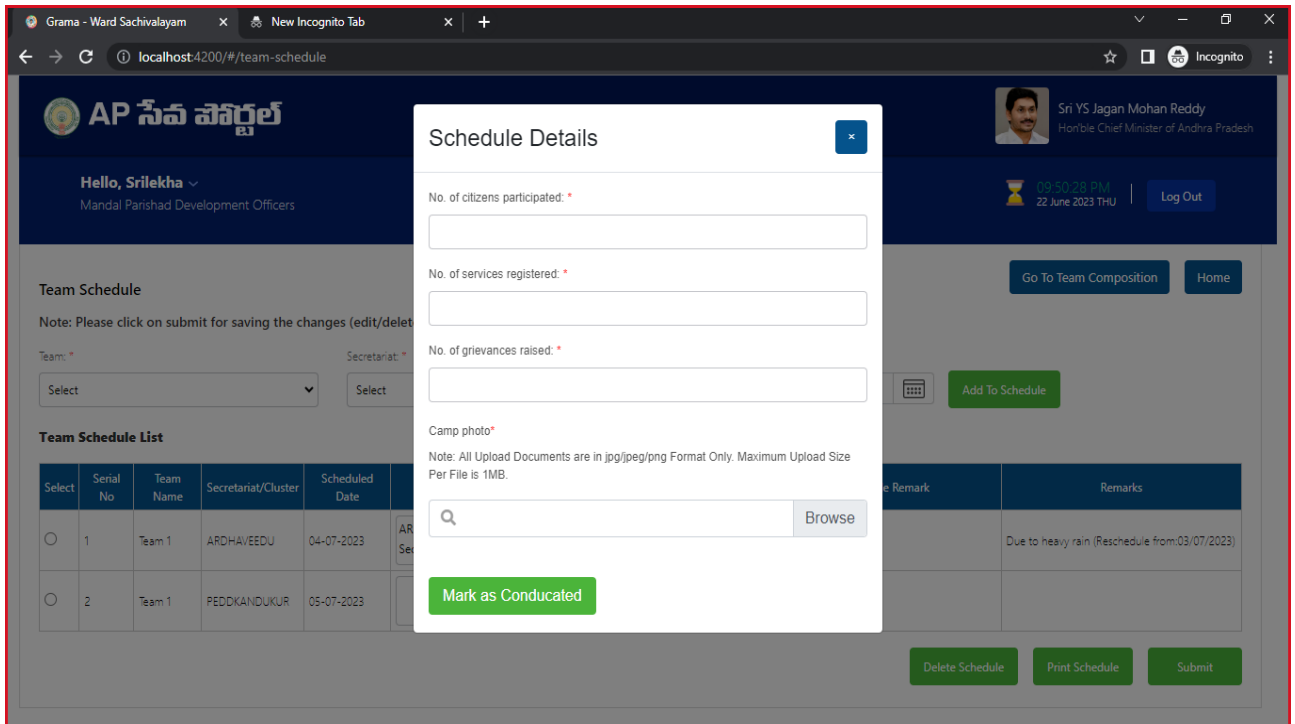 Grama - Ward Sachivalayam
New Incognito Tab
localhost:4200/#/team-schedule
Incognito
AP సేవ పోర్టల్
Sri YS Jagan Mohan Reddy
Hon'ble Chief Minister of Andhra Pradesh
Hello, Srilekha
Mandal Parishad Development Officers
09:50:28 PM
22 June 2023 THU
Log Out
Schedule Details
×
No. of citizens participated: *
No. of services registered: *
No. of grievances raised: *
Camp photo*
Note: All Upload Documents are in jpg/jpeg/png Format Only. Maximum Upload Size
Per File is 1MB.
Browse
Mark as Conducated
Go To Team Composition
Home
Team Schedule
Note: Please click on submit for saving the changes (edit/delet
Team: *
Secretariat: *
Select
Select
Add To Schedule
Team Schedule List
Select
Serial No
Team Name
Secretariat/Cluster
Scheduled Date
e Remark
Remarks
1 Team 1 ARDHAVEEDU 04-07-2023 AR Sec Due to heavy rain (Reschedule from:03/07/2023)
2 Team 1 PEDDKANDUKUR 05-07-2023
Delete Schedule
Print Schedule
Submit